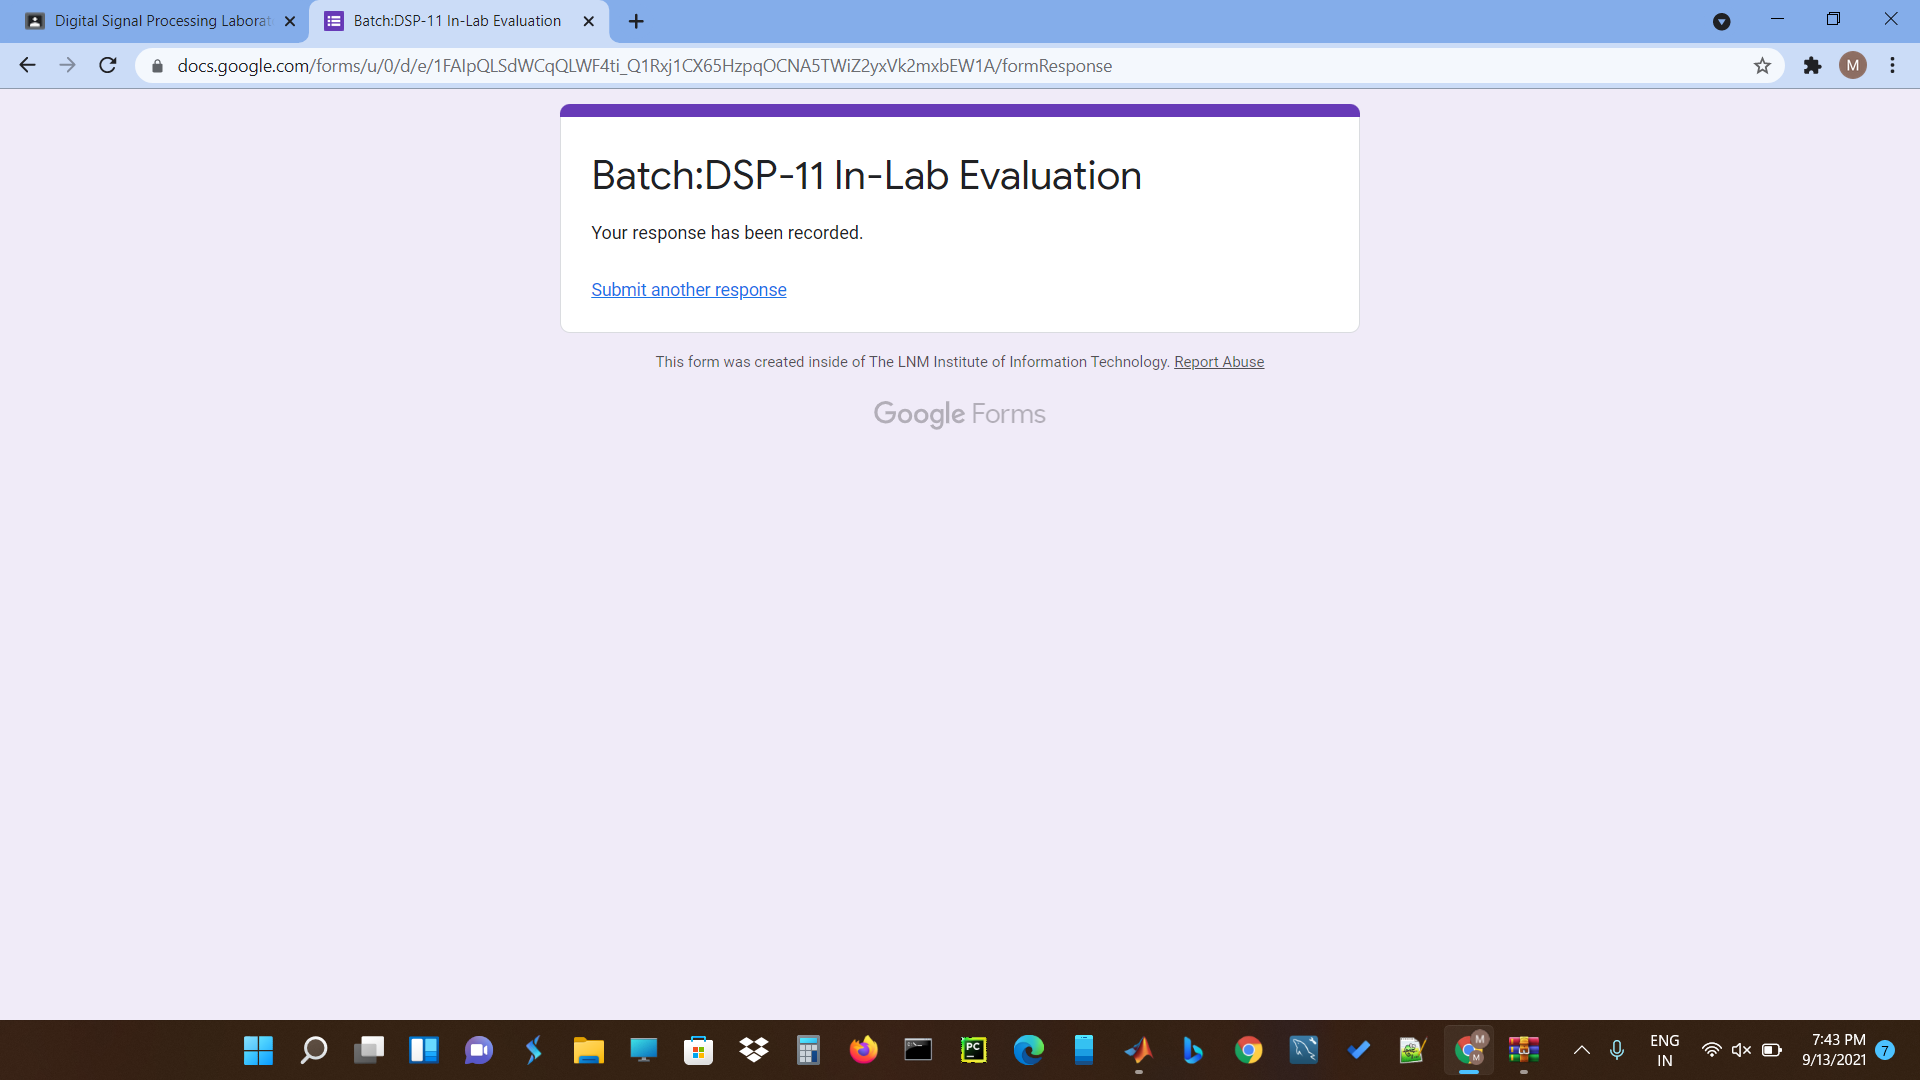 Digital Signal Processing Laborat
Batch:DSP-11 In-Lab Evaluation
docs.google.com/forms/u/0/d/e/1FAIpQLSdWCqQLWF4ti_Q1Rxj1CX65HzpqOCNA5TWiZ2yxVk2mxbEW1A/formResponse
M
Batch:DSP-11 In-Lab Evaluation
Your response has been recorded.
Submit another response
This form was created inside of The LNM Institute of Information Technology. Report Abuse
Google Forms
PC
M
M
ENG
IN
7:43 PM
9/13/2021
7